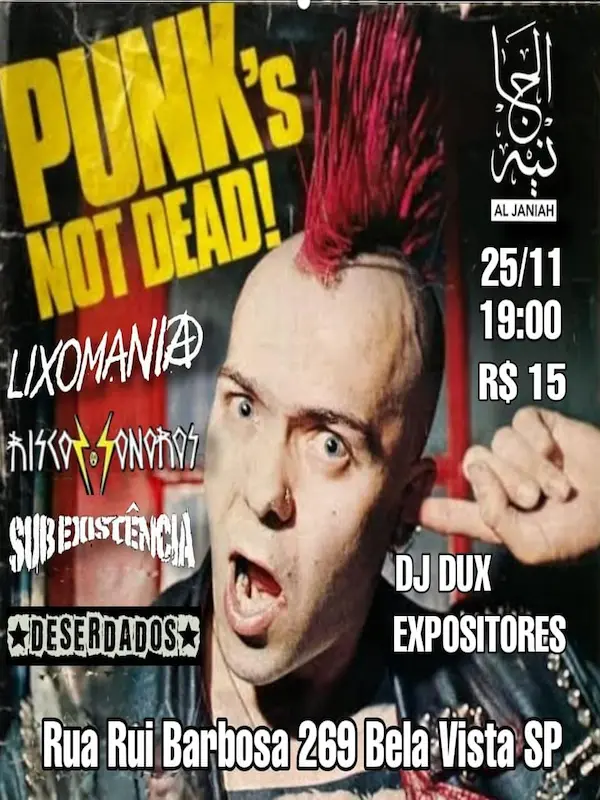 PUNK's
NOT DEAD!
الجنيه
AL JANIAH
25/11
19:00
R$ 15
LIXOMANIA
RISCOS SONOROS
SUBEXISTÊNCIA
★DESERDADOS★
DJ DUX
EXPOSITORES
Rua Rui Barbosa 269 Bela Vista SP